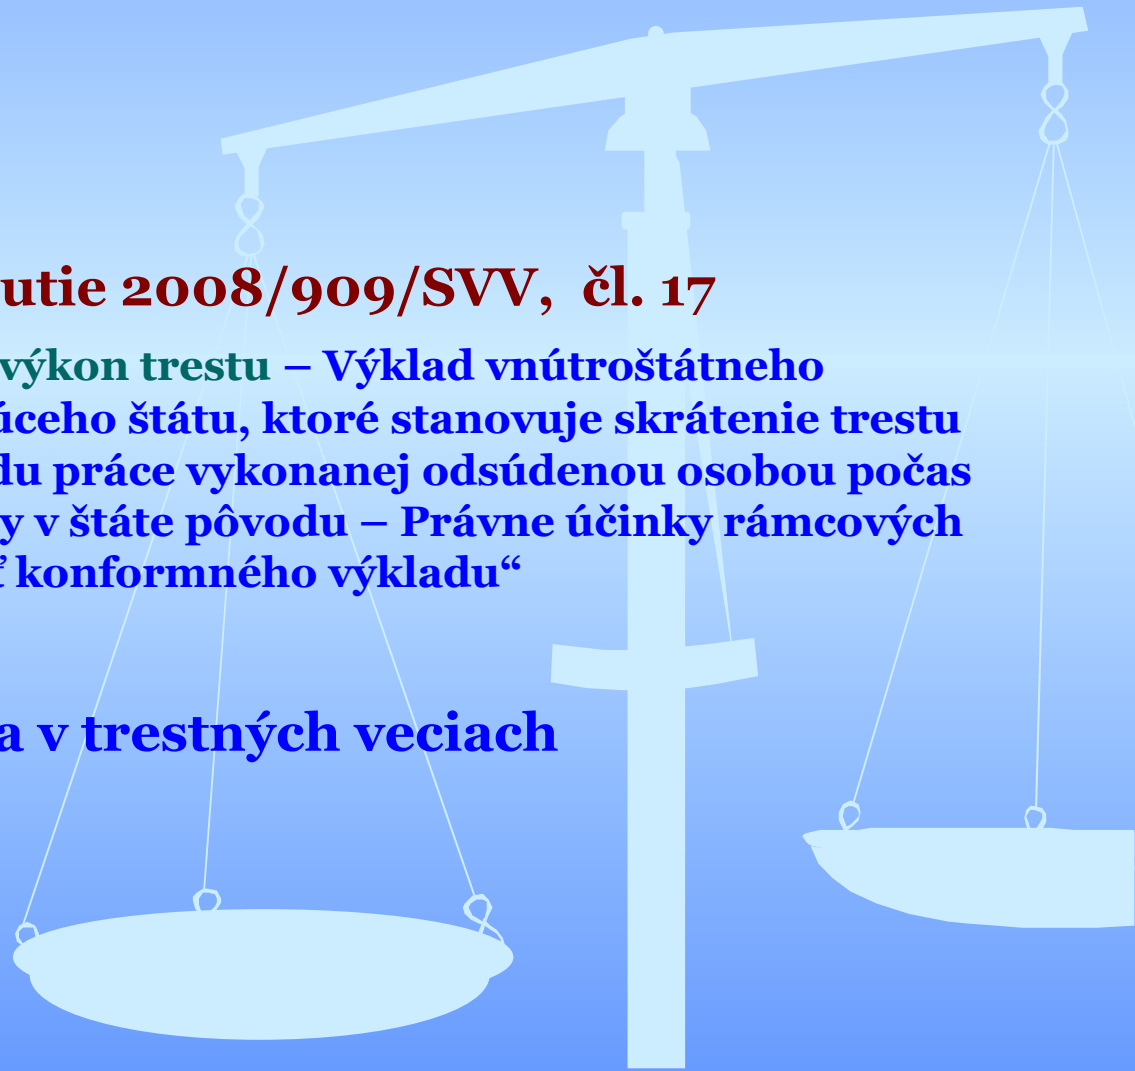 utie 2008/909/SVV, čl. 17
výkon trestu – Výklad vnútroštátneho
úceho štátu, ktoré stanovuje skrátenie trestu
du práce vykonanej odsúdenou osobou počas
y v štáte pôvodu – Právne účinky rámcových
ť konformného výkladu“
a v trestných veciach